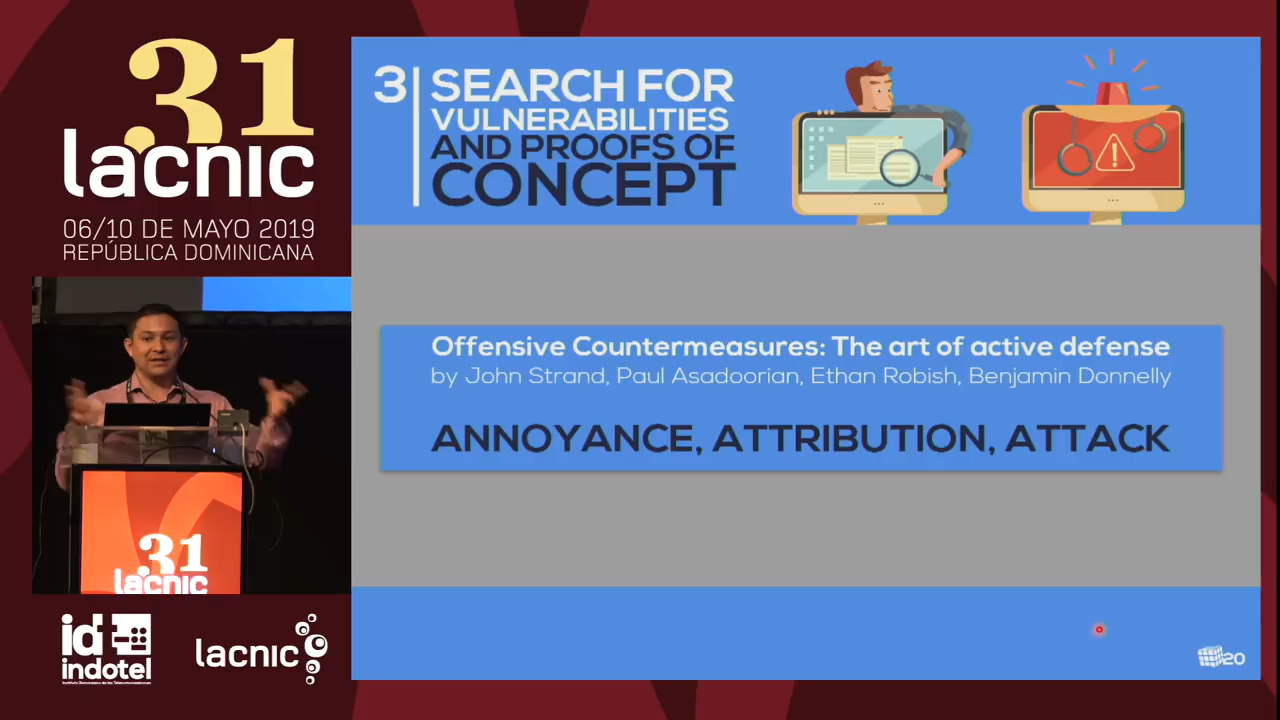 31
lacnic
06/10 DE MAYO 2019
REPÚBLICA DOMINICANA
3
SEARCH FOR
VULNERABILITIES
AND PROOFS OF
CONCEPT
Offensive Countermeasures: The art of active defense
by John Strand, Paul Asadoorian, Ethan Robish, Benjamin Donnelly
ANNOYANCE, ATTRIBUTION, ATTACK
31
lacnic
id
indotel
lacnic
20